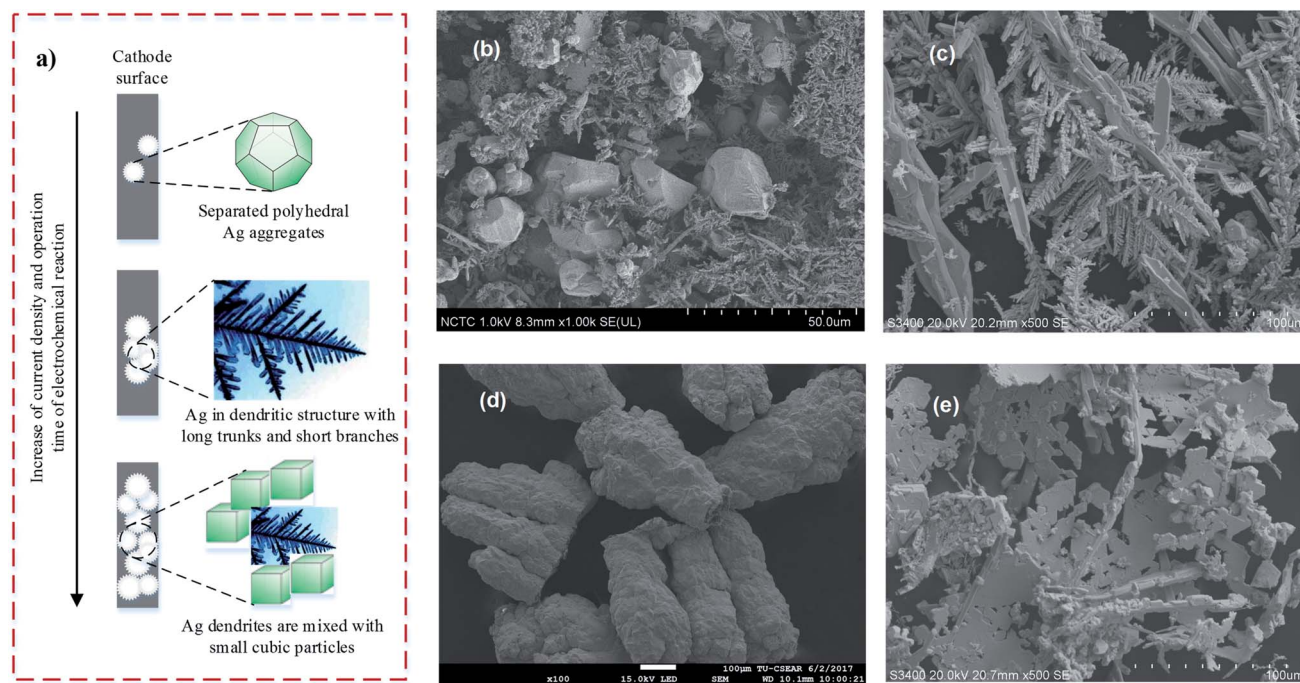 a)
Cathode
surface
Increase of current density and operation
time of electrochemical reaction
Separated polyhedral
Ag aggregates
Ag in dendritic structure with
long trunks and short branches
Ag dendrites are mixed with
small cubic particles
(b)
NCTC 1.0kV 8.3mm x1.00k SE(UL)
50.0um
(c)
S3400 20.0kV 20.2mm x500 SE
100um
(d)
100µm TU-CSEAR 6/2/2017
x100 15.0kV LED SEM WD 10.1mm 10:00:21
(e)
S3400 20.0kV 20.7mm x500 SE
100um